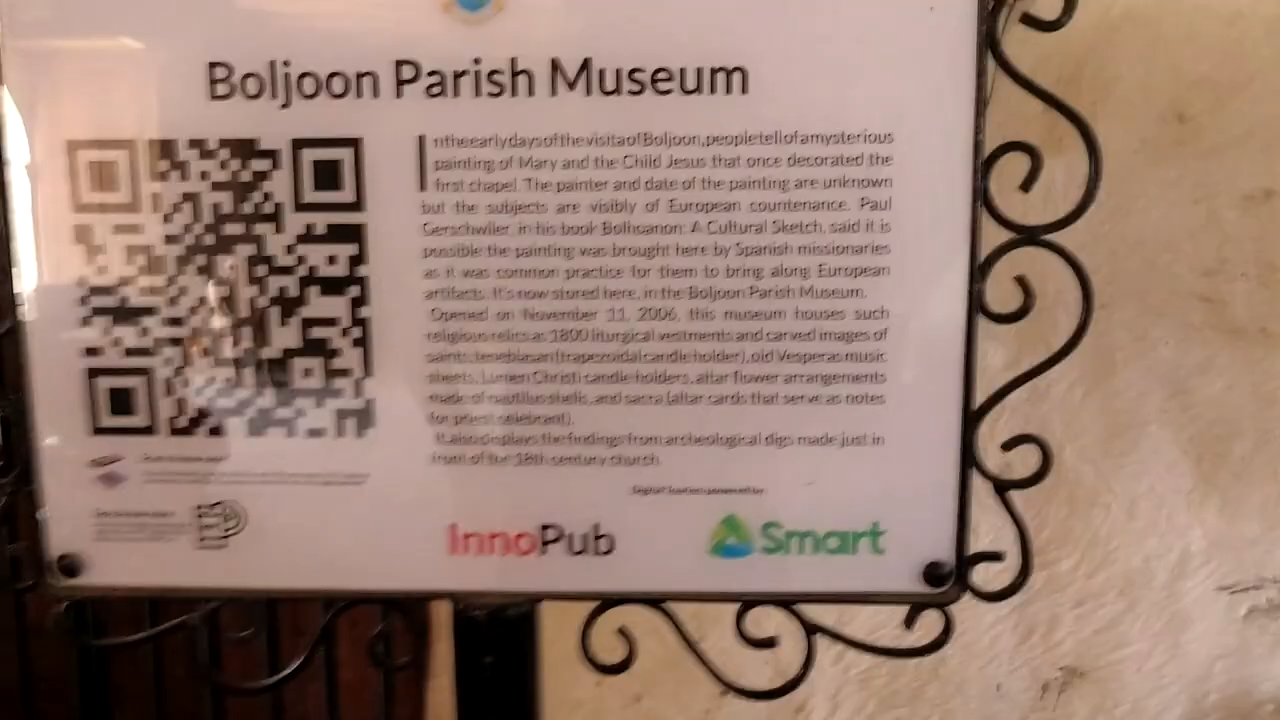 Boljoon Parish Museum
In the early days of the visita of Boljoon, people tell of a mysterious
painting of Mary and the Child Jesus that once decorated the
first chapel. The painter and date of the painting are unknown
but the subjects are visibly of European countenance. Paul
Gerschwiler, in his book Bolhoanon: A Cultural Sketch, said it is
possible the painting was brought here by Spanish missionaries
as it was common practice for them to bring along European
artifacts. It's now stored here, in the Boljoon Parish Museum.
Opened on November 11, 2006, this museum houses such
religious relics as 1800 liturgical vestments and carved images of
saints, tenebiasan (trapezoidal candle holder), old Vesperas music
sheets, Lumen Christi candle holders, altar flower arrangements
made of nautilus shells, and sacra (altar cards that serve as notes
for priest celebrant).
It also displays the findings from archeological digs made just in
front of the 18th century church.
Digital tourism powered by
InnoPub
Smart